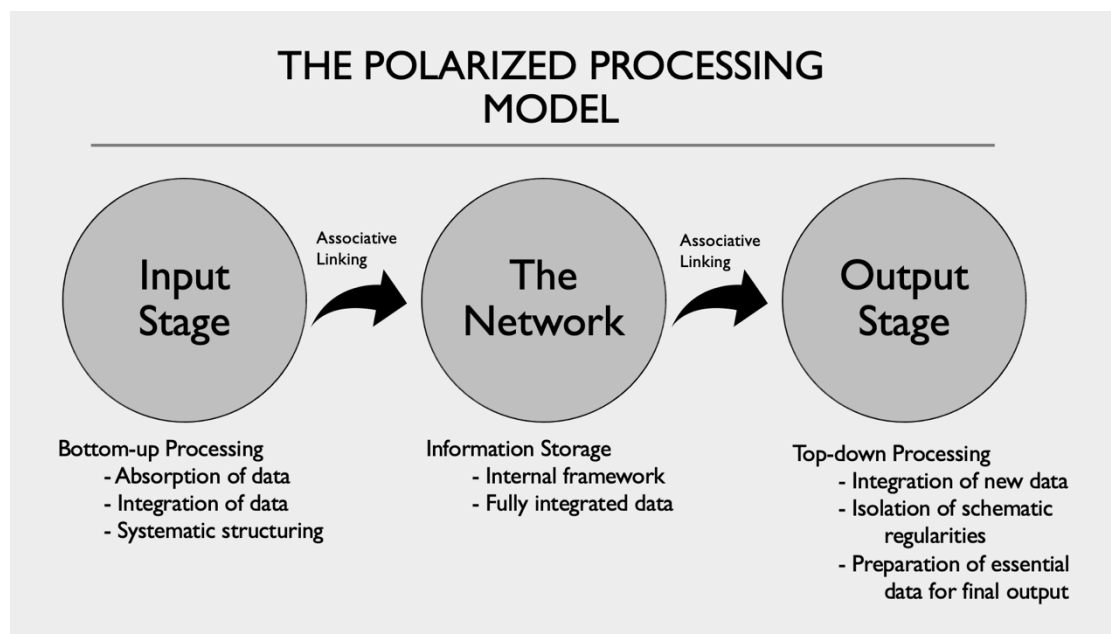 THE POLARIZED PROCESSING
MODEL
Input
Stage
Associative
Linking
The
Network
Associative
Linking
Output
Stage
Bottom-up Processing
- Absorption of data
- Integration of data
- Systematic structuring
Information Storage
- Internal framework
- Fully integrated data
Top-down Processing
- Integration of new data
- Isolation of schematic
regularities
- Preparation of essential
data for final output